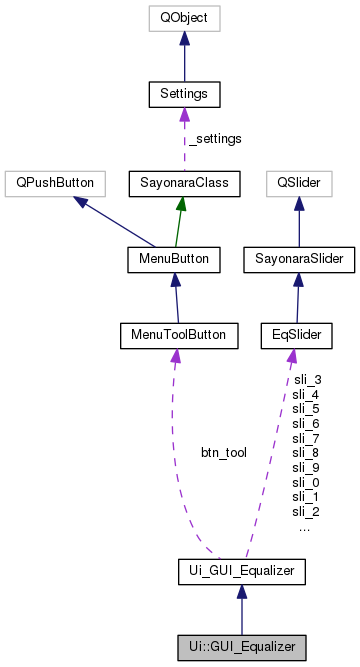 QObject
Settings
_settings
QPushButton
SayonaraClass
QSlider
MenuButton
SayonaraSlider
MenuToolButton
EqSlider
sli_3
sli_4
sli_5
sli_6
sli_7
sli_8
sli_9
sli_0
sli_1
sli_2
...
btn_tool
Ui_GUI_Equalizer
Ui::GUI_Equalizer